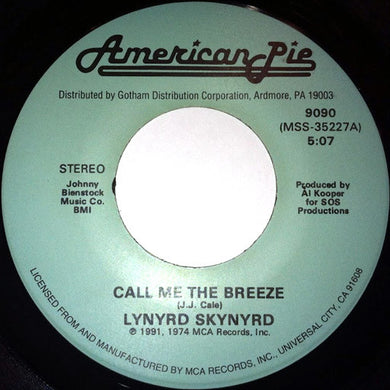 American Pie
Distributed by Gotham Distribution Corporation, Ardmore, PA 19003
9090
(MSS-35227A)
5:07
STEREO
Johnny
Bienstock
Music Co.
BMI
Produced by
Al Kooper
for SOS
Productions
CALL ME THE BREEZE
(J.J. Cale)
LYNYRD SKYNYRD
℗ 1991, 1974 MCA Records, Inc.
LICENSED FROM AND MANUFACTURED BY MCA RECORDS, INC., UNIVERSAL CITY, CA 91608